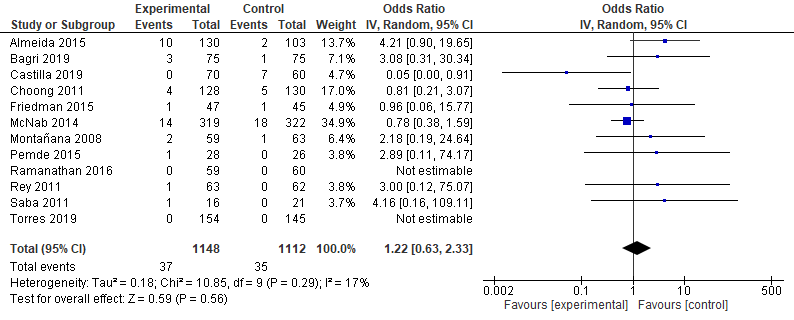 Experimental Control Odds Ratio Odds Ratio
Study or Subgroup Events Total Events Total Weight IV, Random, 95% CI IV, Random, 95% CI
Almeida 2015 10 130 2 103 13.7% 4.21 [0.90, 19.65]
Bagri 2019 3 75 1 75 7.1% 3.08 [0.31, 30.34]
Castilla 2019 0 70 7 60 4.7% 0.05 [0.00, 0.91]
Choong 2011 4 128 5 130 17.0% 0.81 [0.21, 3.07]
Friedman 2015 1 47 1 45 5.0% 0.96 [0.06, 15.77]
McNab 2014 14 319 18 322 34.9% 0.78 [0.38, 1.59]
Montañana 2008 2 59 1 63 6.4% 2.18 [0.19, 24.64]
Pemde 2015 1 28 0 26 3.8% 2.89 [0.11, 74.17]
Ramanathan 2016 0 59 0 60 Not estimable
Rey 2011 1 63 0 62 3.8% 3.00 [0.12, 75.07]
Saba 2011 1 16 0 21 3.7% 4.16 [0.16, 109.11]
Torres 2019 0 154 0 145 Not estimable
Total (95% CI) 1148 1112 100.0% 1.22 [0.63, 2.33]
Total events 37 35
Heterogeneity: Tau² = 0.18; Chi² = 10.85, df = 9 (P = 0.29); I² = 17%
Test for overall effect: Z = 0.59 (P = 0.56)
0.002 0.1 1 10 500
Favours [experimental] Favours [control]